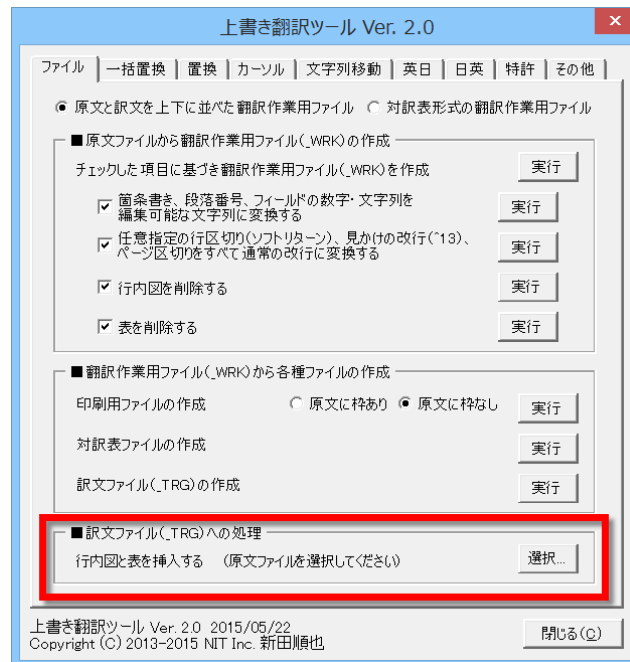 上書き翻訳ツール Ver. 2.0
ファイル 一括置換 置換 カーソル 文字列移動 英日 日英 特許 その他
原文と訳文を上下に並べた翻訳作業用ファイル 対訳表形式の翻訳作業用ファイル
■原文ファイルから翻訳作業用ファイル(_WRK)の作成
チェックした項目に基づき翻訳作業用ファイル(_WRK)を作成 実行
箇条書き、段落番号、フィールドの数字・文字列を
編集可能な文字列に変換する 実行
任意指定の行区切り(ソフトリターン)、見かけの改行(^13)、
ページ区切りをすべて通常の改行に変換する 実行
行内図を削除する 実行
表を削除する 実行
■翻訳作業用ファイル(_WRK)から各種ファイルの作成
印刷用ファイルの作成 原文に枠あり 原文に枠なし 実行
対訳表ファイルの作成 実行
訳文ファイル(_TRG)の作成 実行
■訳文ファイル(_TRG)への処理
行内図と表を挿入する (原文ファイルを選択してください) 選択...
上書き翻訳ツール Ver. 2.0 2015/05/22
Copyright (C) 2013-2015 NIT Inc. 新田順也 閉じる(C)